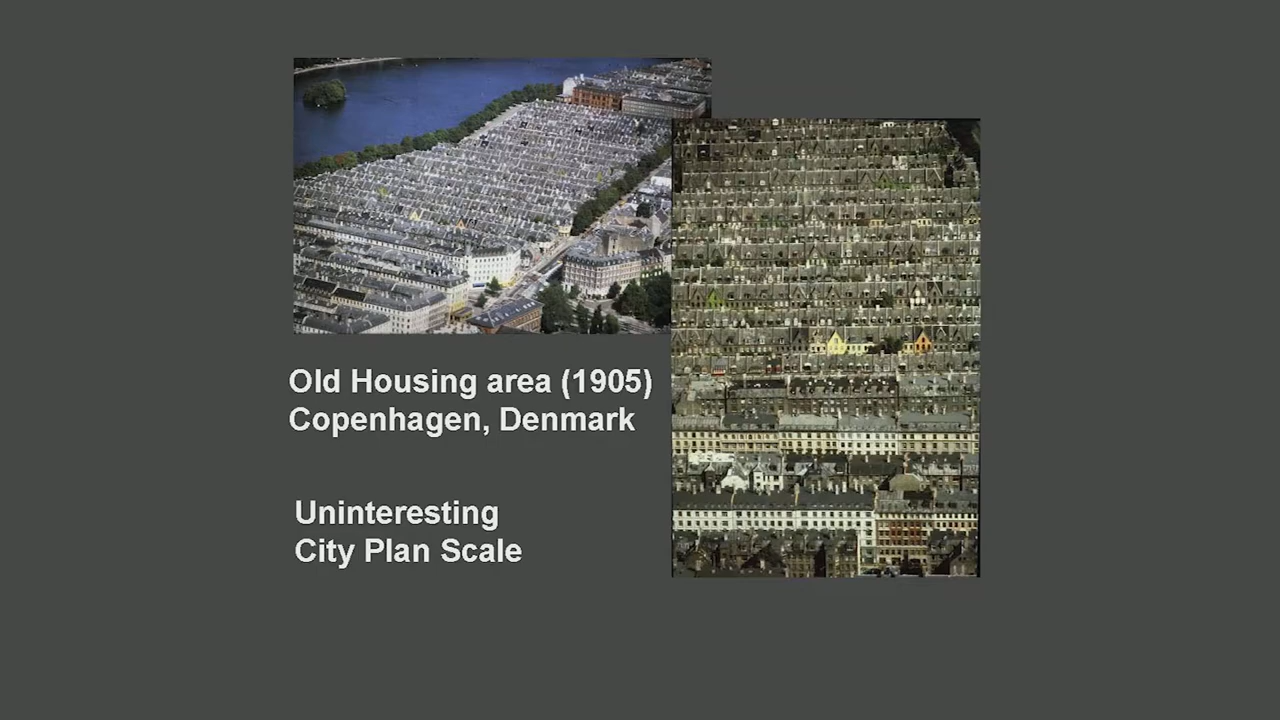 Old Housing area (1905)
Copenhagen, Denmark
Uninteresting
City Plan Scale